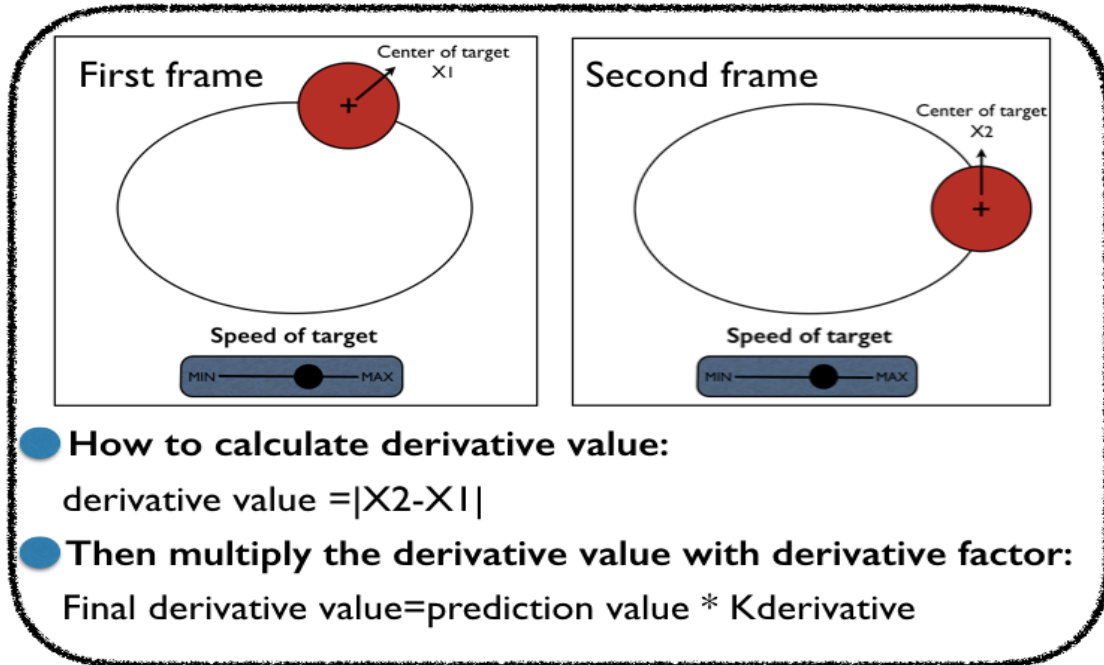 First frame
Center of target
X1
Speed of target
MIN MAX
Second frame
Center of target
X2
Speed of target
MIN MAX
How to calculate derivative value:
derivative value =|X2-X1|
Then multiply the derivative value with derivative factor:
Final derivative value=prediction value * Kderivative